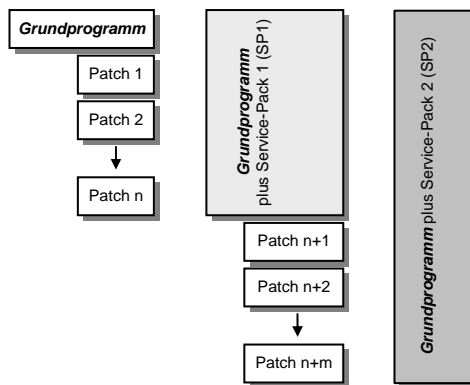 Grundprogramm
Patch 1
Patch 2
Patch n
Grundprogramm
plus Service-Pack 1 (SP1)
Patch n+1
Patch n+2
Patch n+m
Grundprogramm plus Service-Pack 2 (SP2)